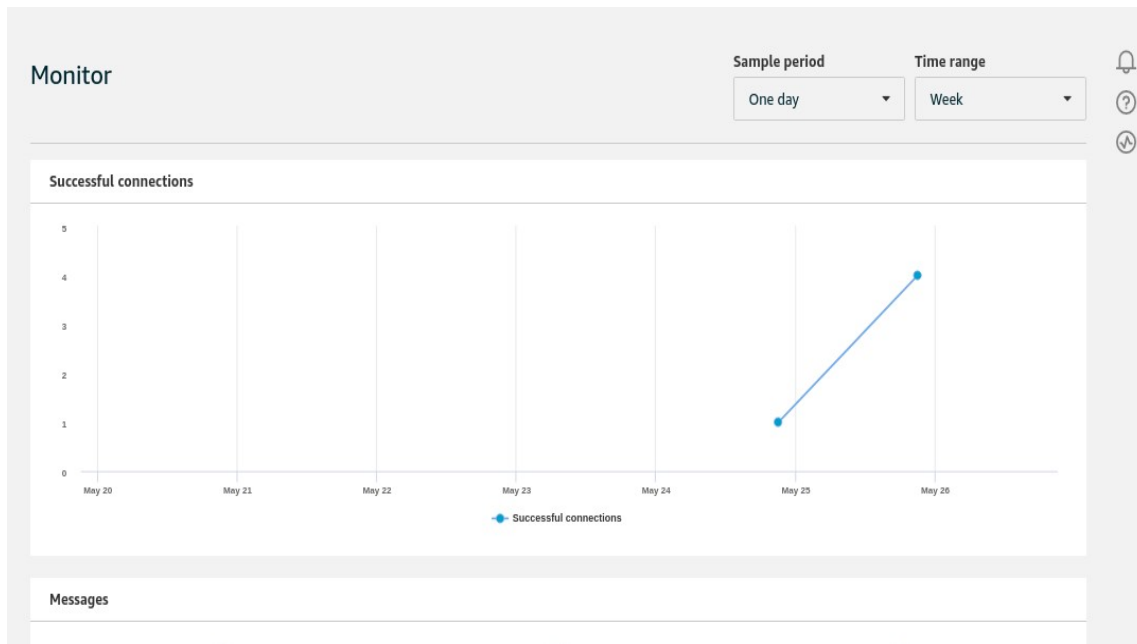 Monitor
Sample period
Time range
One day
Week
Successful connections
5
4
3
2
1
0
May 20 May 21 May 22 May 23 May 24 May 25 May 26
Successful connections
Messages